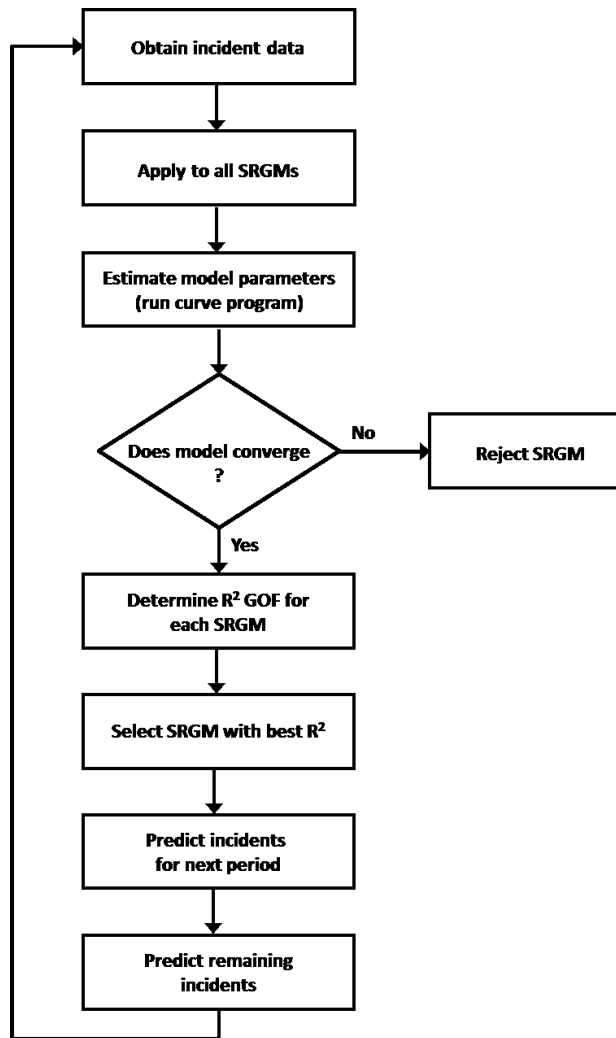 Obtain incident data
Apply to all SRGMs
Estimate model parameters
(run curve program)
Does model converge
?
No
Reject SRGM
Yes
Determine R² GOF for
each SRGM
Select SRGM with best R²
Predict incidents
for next period
Predict remaining
incidents